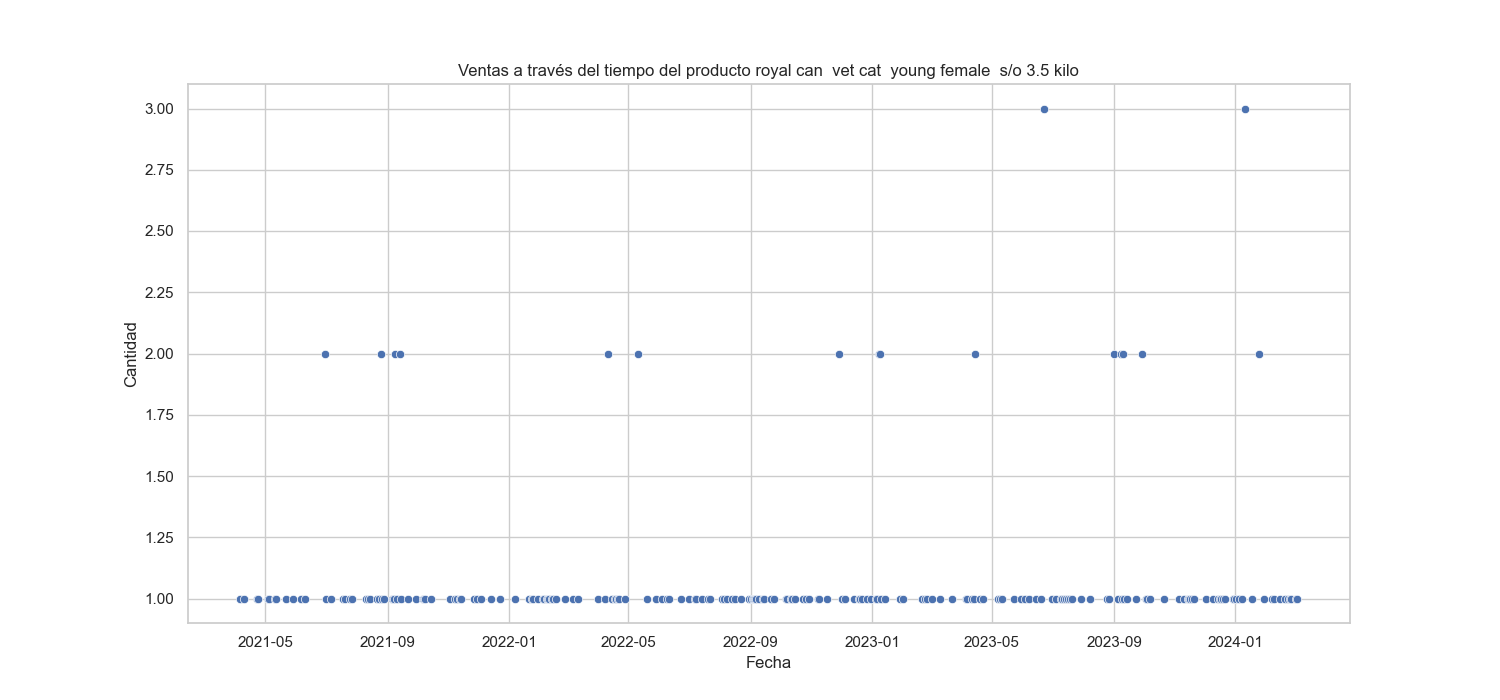 Ventas a través del tiempo del producto royal can  vet cat  young female  s/o 3.5 kilo
3.00
2.75
2.50
2.25
2.00
1.75
1.50
1.25
1.00
Cantidad
2021-05 2021-09 2022-01 2022-05 2022-09 2023-01 2023-05 2023-09 2024-01
Fecha